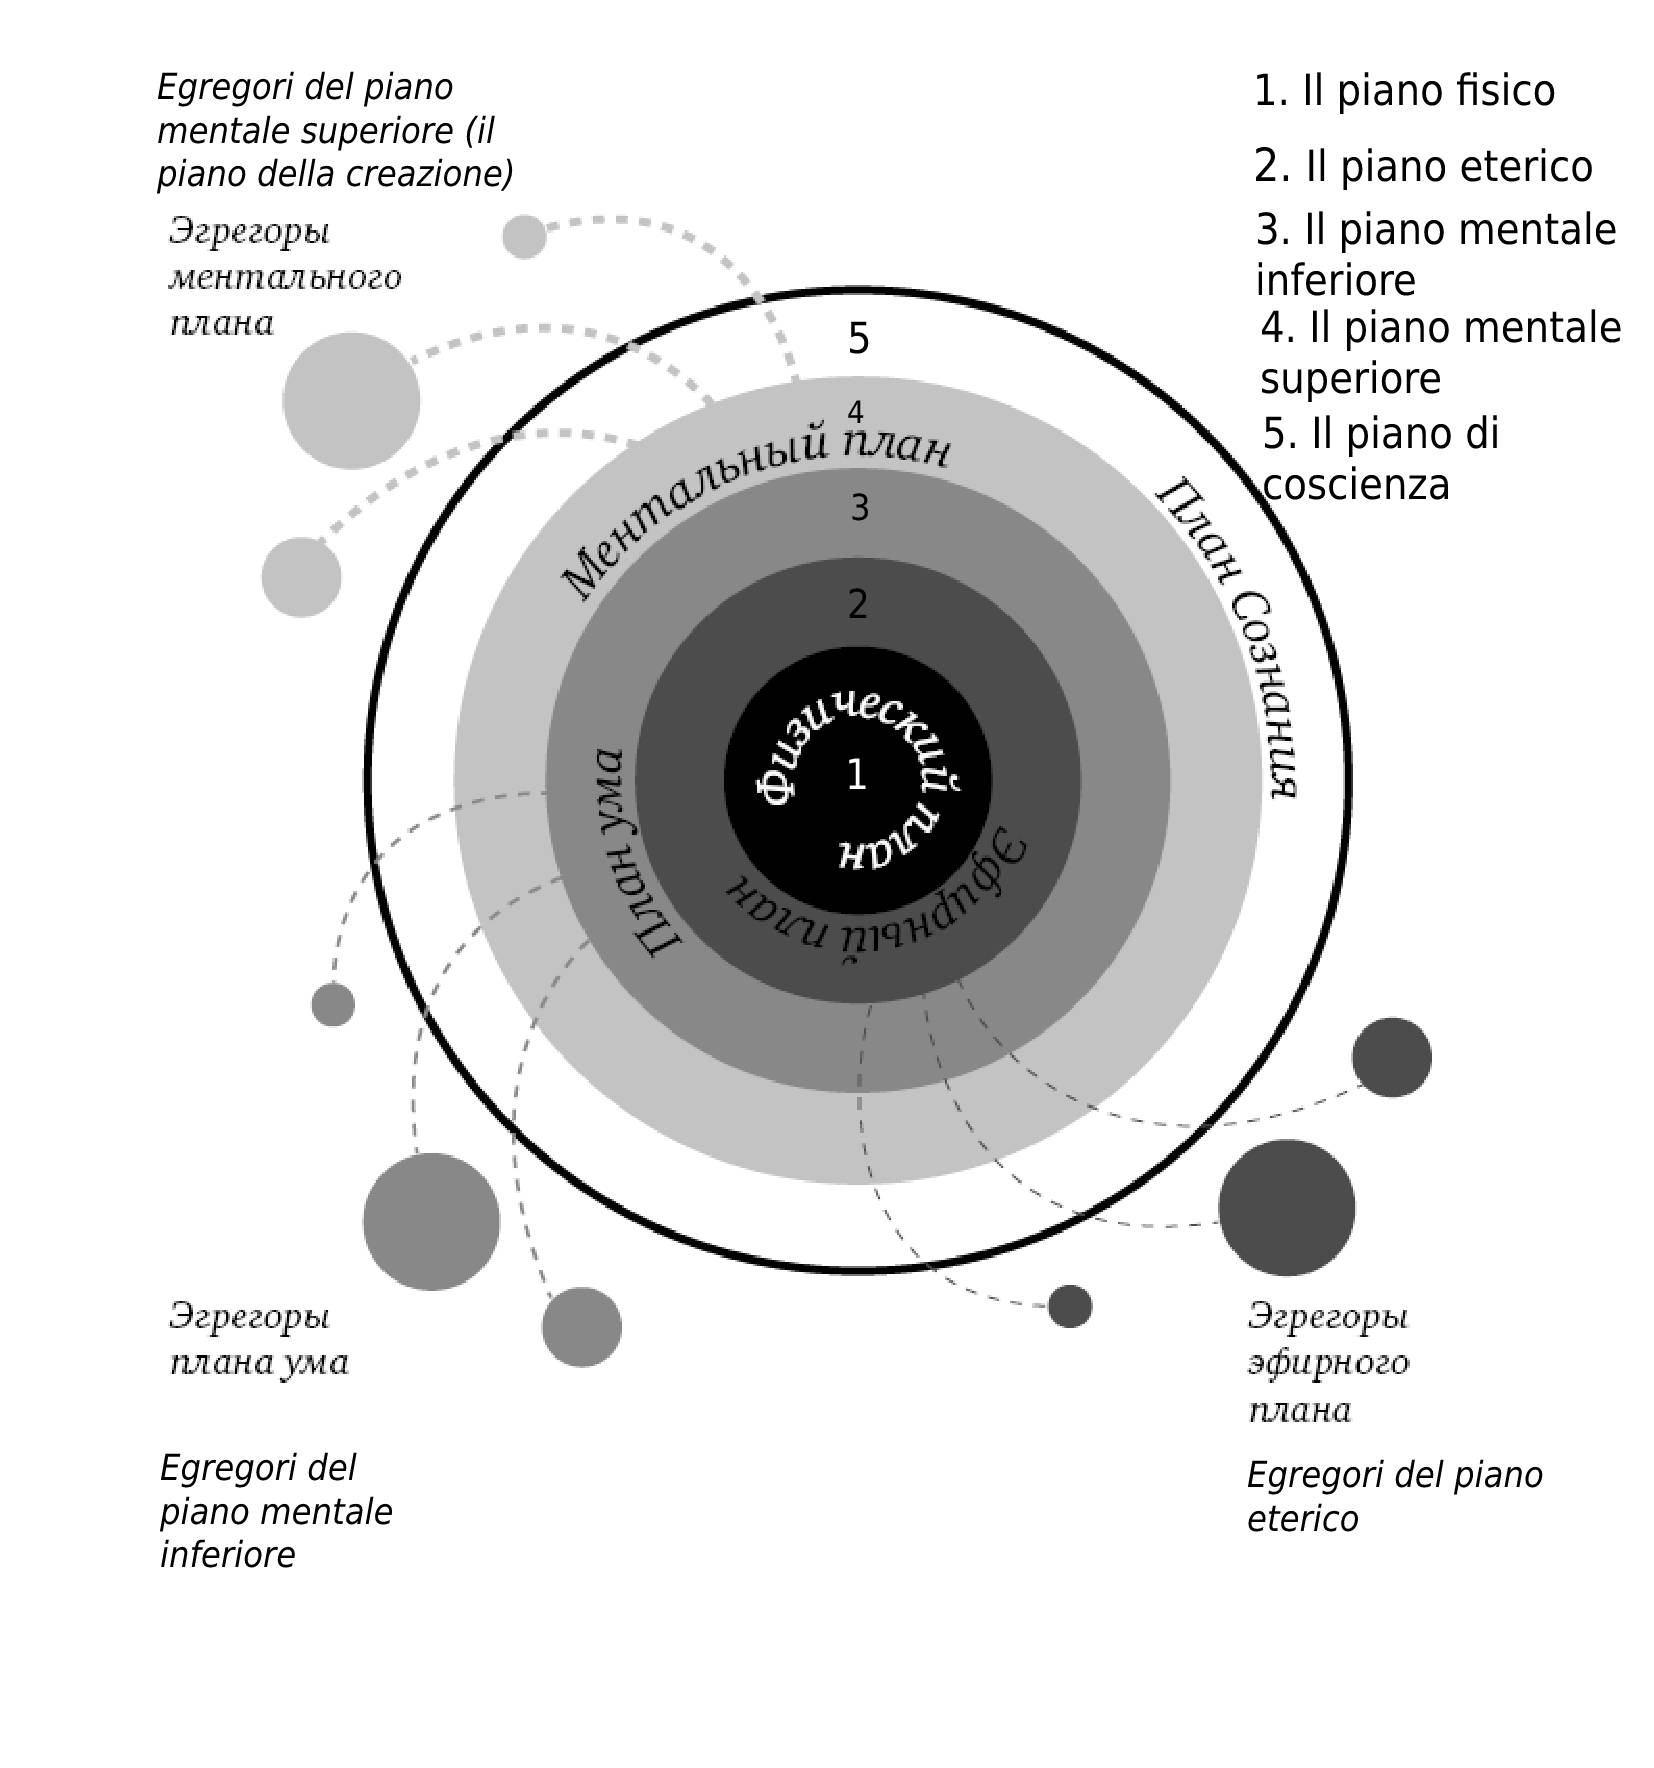 Egregori del piano
mentale superiore (il
piano della creazione)
Эгрегоры
ментального
плана
1. Il piano fisico
2. Il piano eterico
3. Il piano mentale
inferiore
4. Il piano mentale
superiore
5. Il piano di
coscienza
5
4
Ментальный план
3
План Сознания
2
Физический план
1
План ума
Эфирный план
Эгрегоры
плана ума
Egregori del
piano mentale
inferiore
Эгрегоры
эфирного
плана
Egregori del piano
eterico